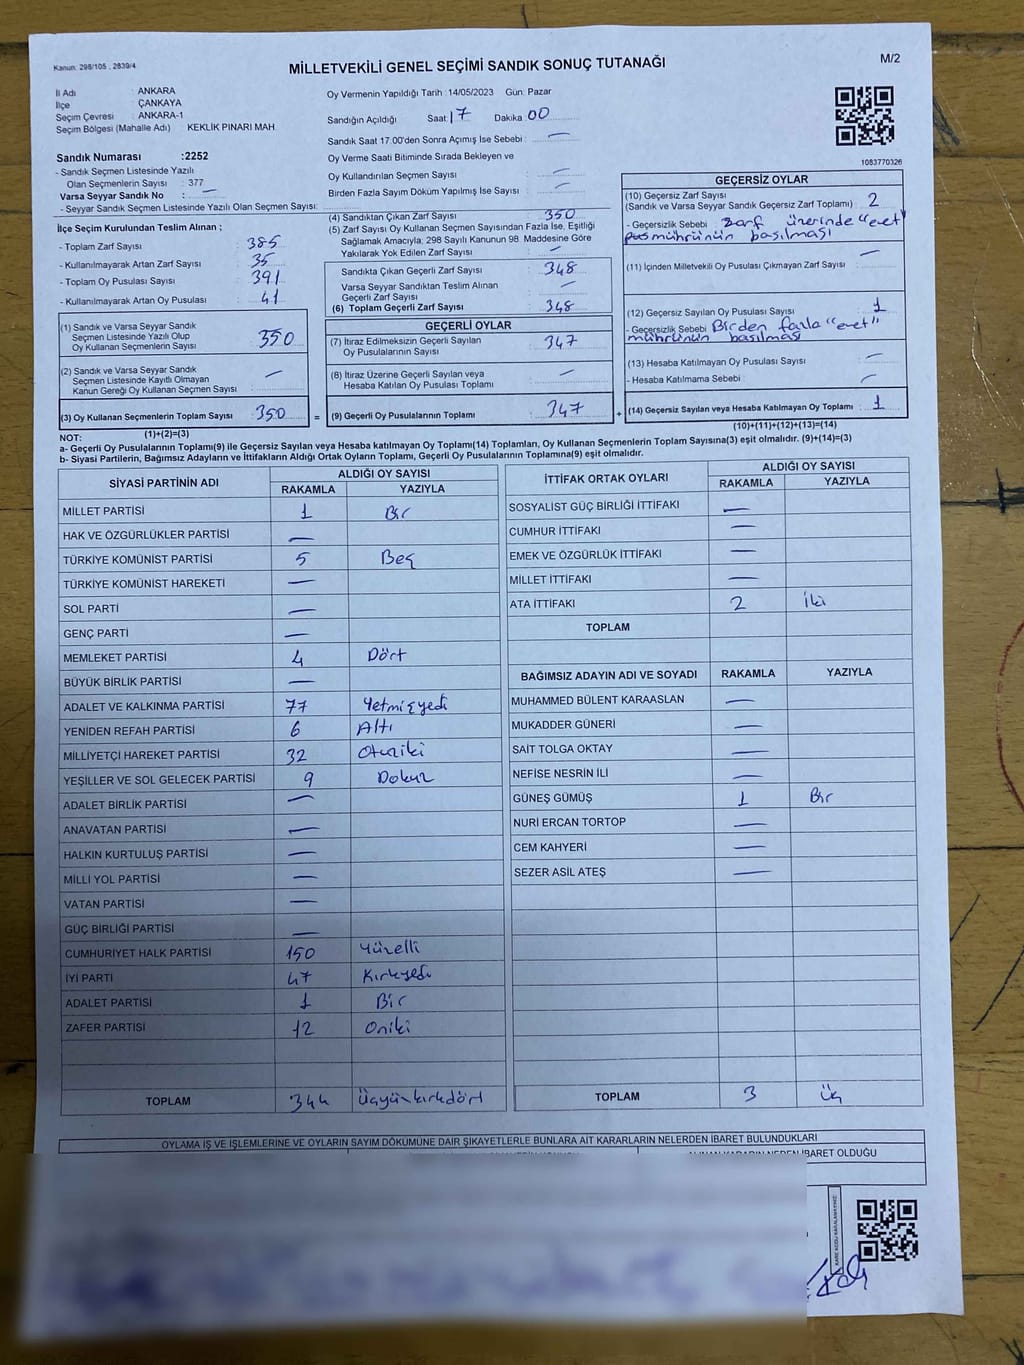 Kanun: 298/105 , 2839/4
MİLLETVEKİLİ GENEL SEÇİMİ SANDIK SONUÇ TUTANAĞI
M/2
İl Adı : ANKARA
İlçe : ÇANKAYA
Seçim Çevresi : ANKARA-1
Seçim Bölgesi (Mahalle Adı) KEKLİK PINARI MAH.
Sandık Numarası :2252
- Sandık Seçmen Listesinde Yazılı
Olan Seçmenlerin Sayısı : 377
Varsa Seyyar Sandık No : —
- Seyyar Sandık Seçmen Listesinde Yazılı Olan Seçmen Sayısı:
Oy Vermenin Yapıldığı Tarih :14/05/2023 Gün: Pazar
Sandığın Açıldığı Saat: 17 Dakika: 00
Sandık Saat 17.00'den Sonra Açımış İse Sebebi : —
Oy Verme Saati Bitiminde Sırada Bekleyen ve
Oy Kullandırılan Seçmen Sayısı : —
Birden Fazla Sayım Döküm Yapılmış İse Sayısı : —
1083770326
İlçe Seçim Kurulundan Teslim Alınan ;
- Toplam Zarf Sayısı : 385
- Kullanılmayarak Artan Zarf Sayısı : 35
- Toplam Oy Pusulası Sayısı : 391
- Kullanılmayarak Artan Oy Pusulası : 41
(1) Sandık ve Varsa Seyyar Sandık
Seçmen Listesinde Yazılı Olup
Oy Kullanan Seçmenlerin Sayısı : 350
(2) Sandık ve Varsa Seyyar Sandık
Seçmen Listesinde Kayıtlı Olmayan
Kanun Gereği Oy Kullanan Seçmen Sayısı : —
(3) Oy Kullanan Seçmenlerin Toplam Sayısı : 350
(1)+(2)=(3)
(4) Sandıktan Çıkan Zarf Sayısı : 350
(5) Zarf Sayısı Oy Kullanan Seçmen Sayısından Fazla İse, Eşitliği
Sağlamak Amacıyla; 298 Sayılı Kanunun 98. Maddesine Göre
Yakılarak Yok Edilen Zarf Sayısı : —
Sandıkta Çıkan Geçerli Zarf Sayısı : 348
Varsa Seyyar Sandıktan Teslim Alınan
Geçerli Zarf Sayısı : —
(6) Toplam Geçerli Zarf Sayısı : 348
GEÇERLİ OYLAR
(7) İtiraz Edilmeksizin Geçerli Sayılan
Oy Pusulalarının Sayısı : 347
(8) İtiraz Üzerine Geçerli Sayılan veya
Hesaba Katılan Oy Pusulası Toplamı : —
= (9) Geçerli Oy Pusulalarının Toplamı : 347
GEÇERSİZ OYLAR
(10) Geçersiz Zarf Sayısı
(Sandık ve Varsa Seyyar Sandık Geçersiz Zarf Toplamı) : 2
- Geçersizlik Sebebi : Zarf üzerinde "evet"
pus mührünün basılması
(11) İçinden Milletvekili Oy Pusulası Çıkmayan Zarf Sayısı : —
(12) Geçersiz Sayılan Oy Pusulası Sayısı : 1
- Geçersizlik Sebebi : Birden fazla "evet"
mührünün basılması
(13) Hesaba Katılmayan Oy Pusulası Sayısı : —
- Hesaba Katılmama Sebebi : —
+ (14) Geçersiz Sayılan veya Hesaba Katılmayan Oy Toplamı : 1
(10)+(11)+(12)+(13)=(14)
NOT:
a- Geçerli Oy Pusulalarının Toplamı(9) ile Geçersiz Sayılan veya Hesaba katılmayan Oy Toplamı(14) Toplamları, Oy Kullanan Seçmenlerin Toplam Sayısına(3) eşit olmalıdır. (9)+(14)=(3)
b- Siyasi Partilerin, Bağımsız Adayların ve İttifakların Aldığı Ortak Oyların Toplamı, Geçerli Oy Pusulalarının Toplamına(9) eşit olmalıdır.
SİYASİ PARTİNİN ADI ALDIĞI OY SAYISI
RAKAMLA YAZIYLA
MİLLET PARTİSİ 1 Bir
HAK VE ÖZGÜRLÜKLER PARTİSİ —
TÜRKİYE KOMÜNİST PARTİSİ 5 Beş
TÜRKİYE KOMÜNİST HAREKETİ —
SOL PARTİ —
GENÇ PARTİ —
MEMLEKET PARTİSİ 4 Dört
BÜYÜK BİRLİK PARTİSİ —
ADALET VE KALKINMA PARTİSİ 77 Yetmişyedi
YENİDEN REFAH PARTİSİ 6 Altı
MİLLİYETÇİ HAREKET PARTİSİ 32 Otuziki
YEŞİLLER VE SOL GELECEK PARTİSİ 9 Dokuz
ADALET BİRLİK PARTİSİ —
ANAVATAN PARTİSİ —
HALKIN KURTULUŞ PARTİSİ —
MİLLİ YOL PARTİSİ —
VATAN PARTİSİ —
GÜÇ BİRLİĞİ PARTİSİ —
CUMHURİYET HALK PARTİSİ 150 Yüzelli
İYİ PARTİ 47 Kırkyedi
ADALET PARTİSİ 1 Bir
ZAFER PARTİSİ 12 Oniki
TOPLAM 344 Üçyüzkırkdört
İTTİFAK ORTAK OYLARI ALDIĞI OY SAYISI
RAKAMLA YAZIYLA
SOSYALİST GÜÇ BİRLİĞİ İTTİFAKI —
CUMHUR İTTİFAKI —
EMEK VE ÖZGÜRLÜK İTTİFAKI —
MİLLET İTTİFAKI —
ATA İTTİFAKI 2 İki
TOPLAM
BAĞIMSIZ ADAYIN ADI VE SOYADI RAKAMLA YAZIYLA
MUHAMMED BÜLENT KARAASLAN —
MUKADDER GÜNERİ —
SAİT TOLGA OKTAY —
NEFİSE NESRİN İLİ —
GÜNEŞ GÜMÜŞ 1 Bir
NURİ ERCAN TORTOP —
CEM KAHYERİ —
SEZER ASİL ATEŞ —
TOPLAM 3 Üç
OYLAMA İŞ VE İŞLEMLERİNE VE OYLARIN SAYIM DÖKÜMÜNE DAİR ŞİKAYETLERLE BUNLARA AİT KARARLARIN NELERDEN İBARET BULUNDUKLARI
ALINAN KARARIN NEDEN İBARET OLDUĞU